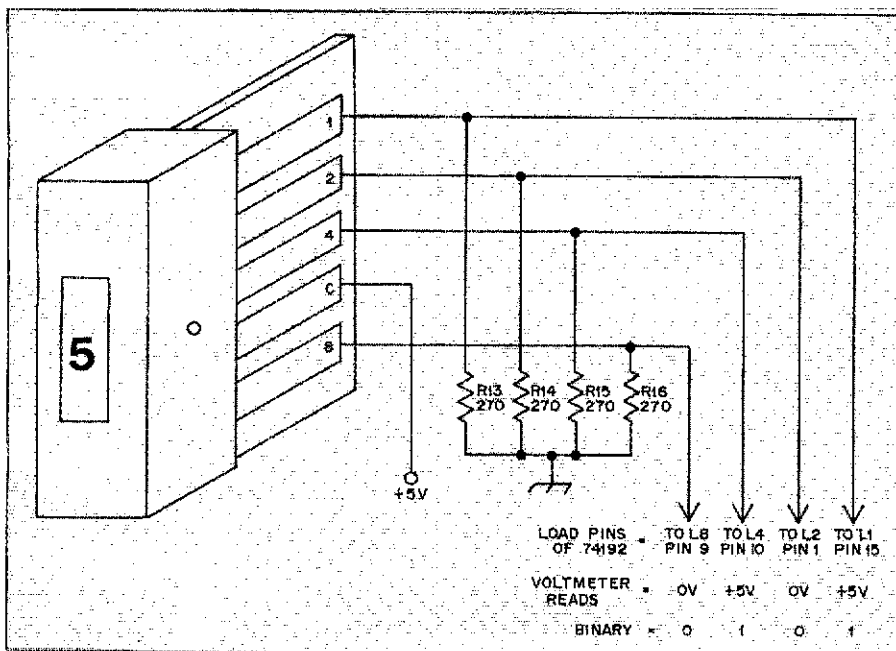 1
2
4
C
8
5
R13 R14 R15 R16
270 270 270 270
+5V
LOAD PINS OF 74192 = TO L8 PIN 9 TO L4 PIN 10 TO L2 PIN 1 TO L1 PIN 15
VOLTMETER READS = 0V +5V 0V +5V
BINARY = 0 1 0 1